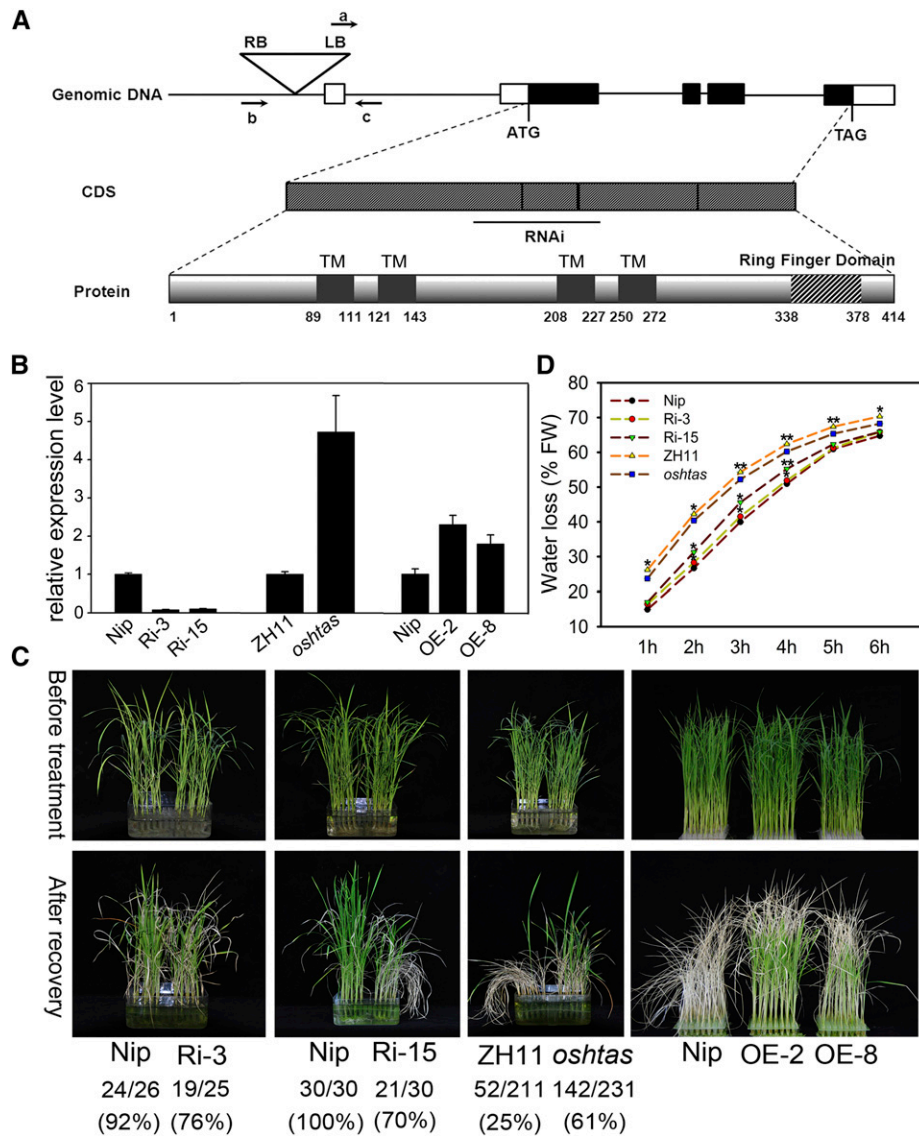 A
a
RB LB
Genomic DNA
b c
ATG TAG
CDS
RNAi
TM TM TM TM Ring Finger Domain
Protein
1 89 111 121 143 208 227 250 272 338 378 414
B
relative expression level
6
5
4
3
2
1
0
Nip Ri-3 Ri-15 ZH11 oshtas Nip OE-2 OE-8
D
Water loss (% FW)
80
70
60
50
40
30
20
10
Nip
Ri-3
Ri-15
ZH11
oshtas
* * ** ** ** *
* * **
* * *
1h 2h 3h 4h 5h 6h
C
Before treatment
After recovery
Nip Ri-3 Nip Ri-15 ZH11 oshtas Nip OE-2 OE-8
24/26 19/25 30/30 21/30 52/211 142/231
(92%) (76%) (100%) (70%) (25%) (61%)